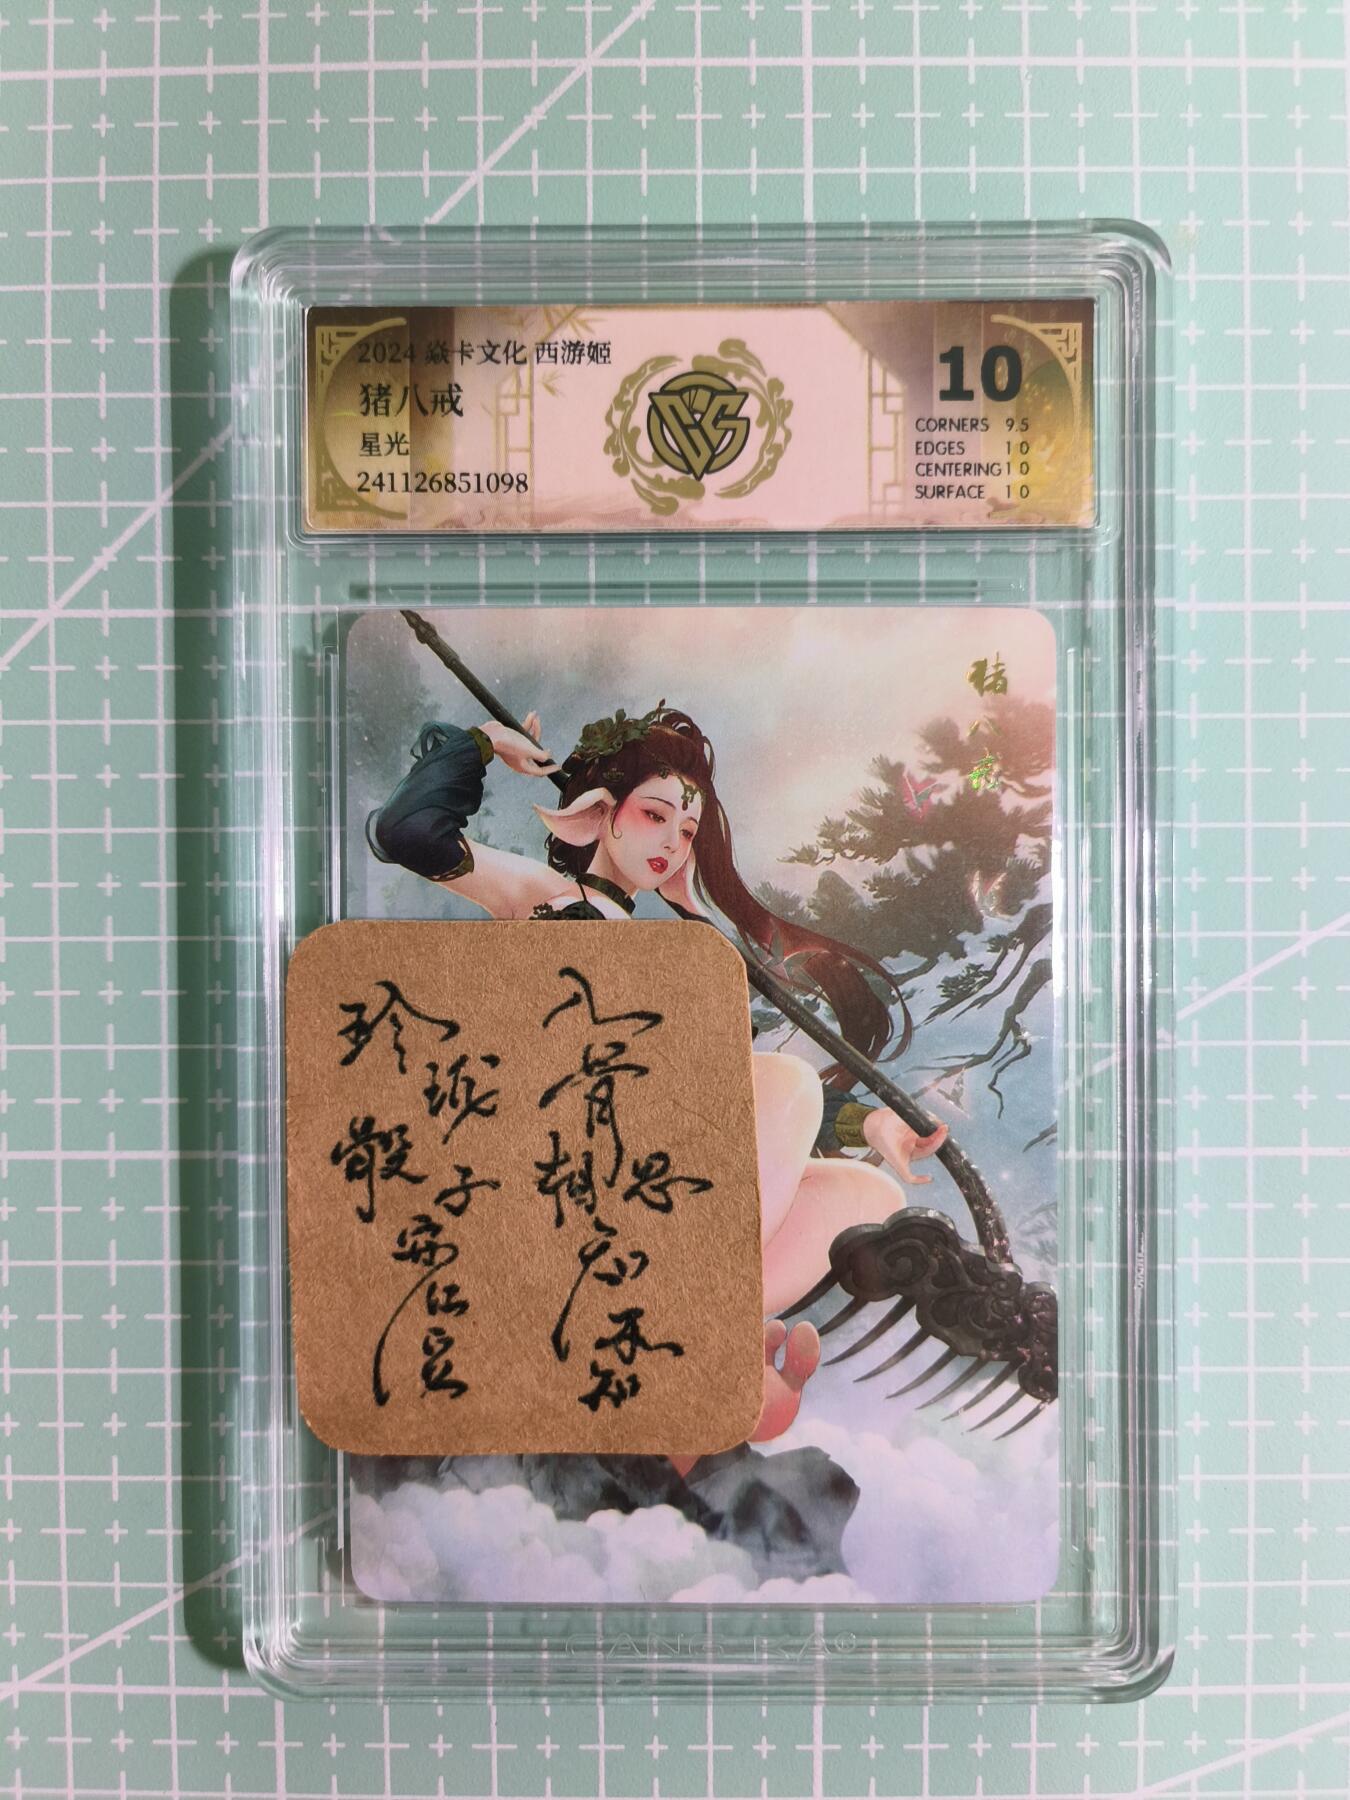 2024 焱卡文化 西游姬
猪八戒
星光
241126851098
10
CORNERS 9.5
EDGES 10
CENTERING 10
SURFACE 10
猪八戒
玲珑骰子安红豆
入骨相思知不知
CANG KA®